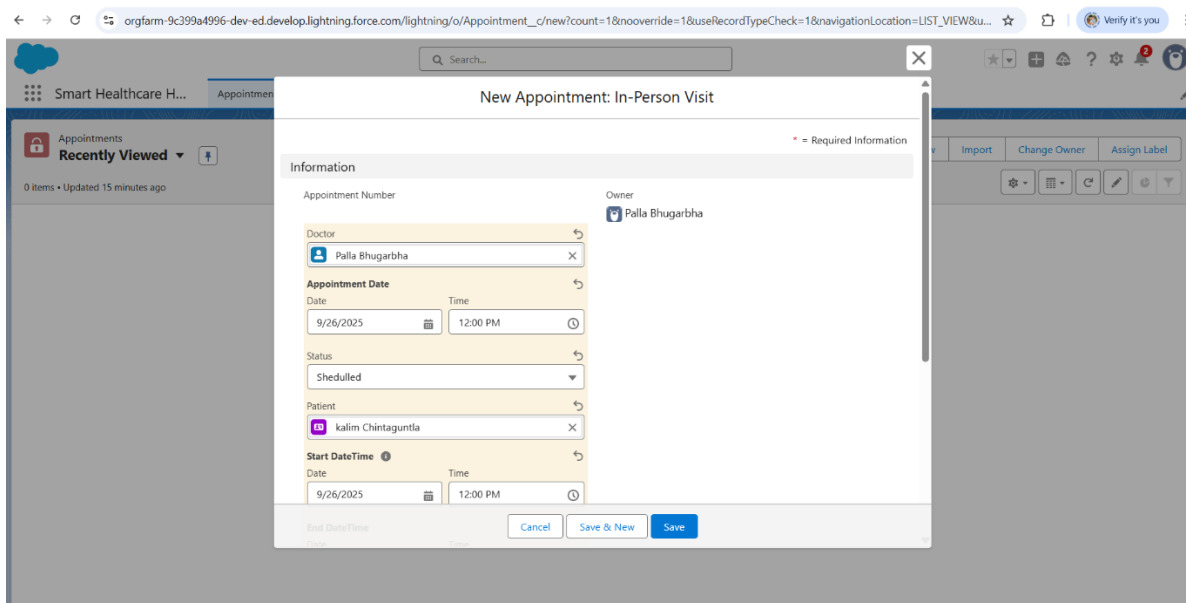 orgfarm-9c399a4996-dev-ed.develop.lightning.force.com/lightning/o/Appointment__c/new?count=1&nooverride=1&useRecordTypeCheck=1&navigationLocation=LIST_VIEW&u...
Verify it's you
Search...
2
Smart Healthcare H...
Appointmen
New Appointment: In-Person Visit
Appointments
Recently Viewed
Import
Change Owner
Assign Label
* = Required Information
0 items • Updated 15 minutes ago
Information
Appointment Number
Owner
Palla Bhugarbha
Doctor
Palla Bhugarbha
Appointment Date
Date Time
9/26/2025 12:00 PM
Status
Shedulled
Patient
kalim Chintaguntla
Start DateTime
Date Time
9/26/2025 12:00 PM
End DateTime
Date Time
Cancel Save & New Save